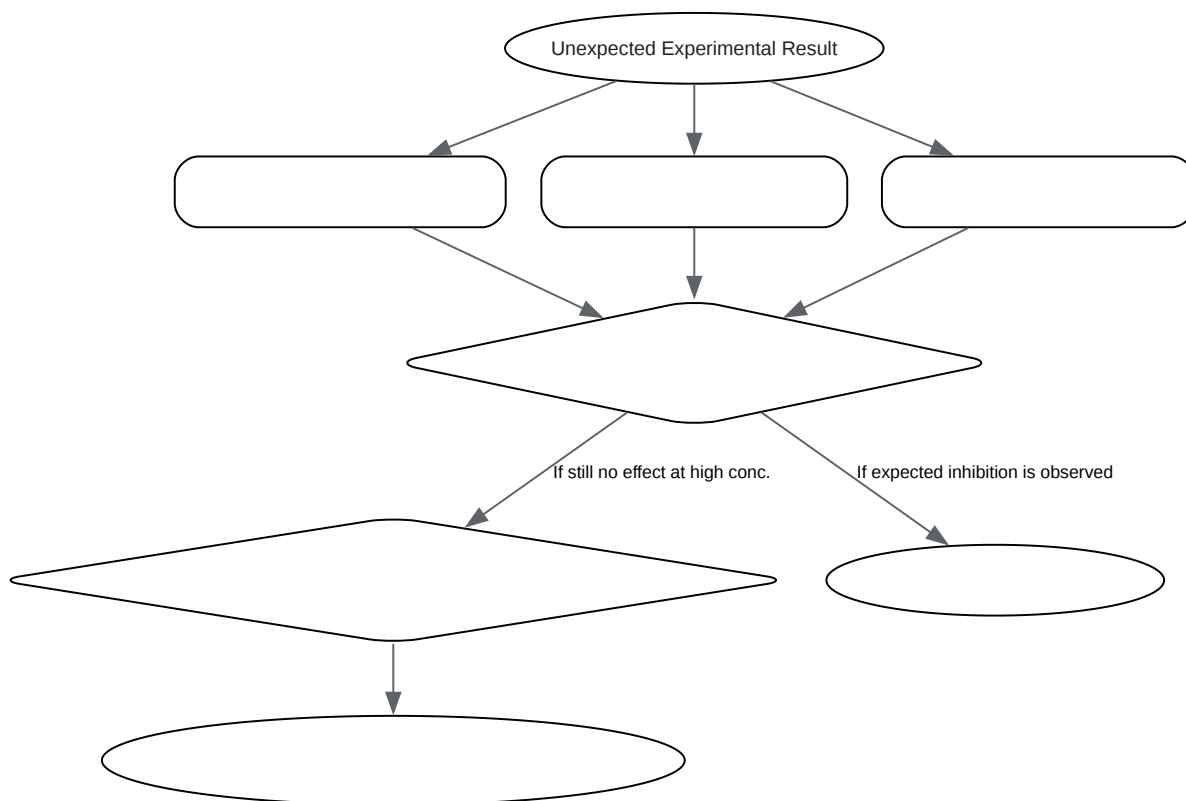 Unexpected Experimental Result
If still no effect at high conc.
If expected inhibition is observed